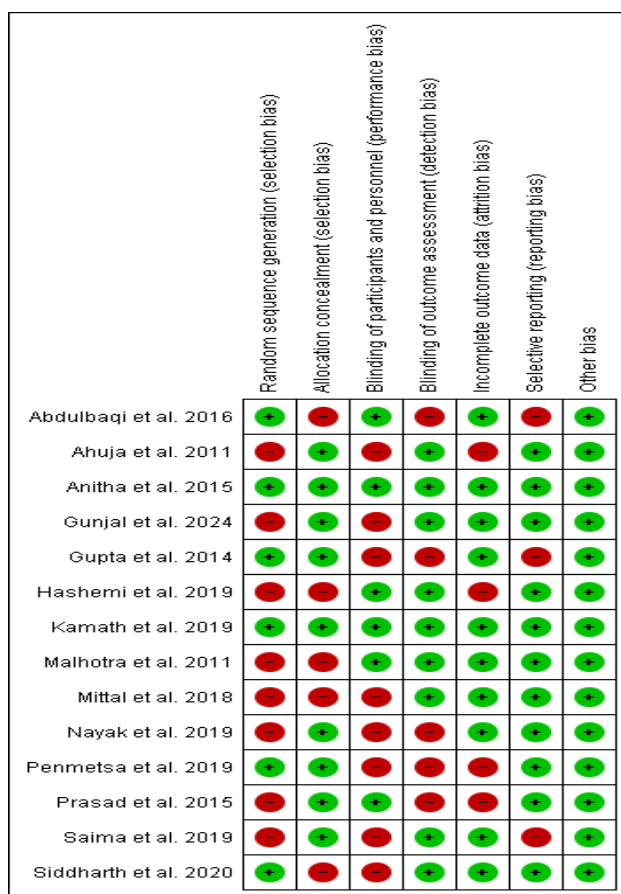 Random sequence generation (selection bias)
Allocation concealment (selection bias)
Blinding of participants and personnel (performance bias)
Blinding of outcome assessment (detection bias)
Incomplete outcome data (attrition bias)
Selective reporting (reporting bias)
Other bias
Abdulbaqi et al. 2016 + - + - + - +
Ahuja et al. 2011 - + - + - + +
Anitha et al. 2015 + + + + + + +
Gunjal et al. 2024 - + - + + + +
Gupta et al. 2014 + + - - + - +
Hashemi et al. 2019 - - + + - + +
Kamath et al. 2019 + + + + + + +
Malhotra et al. 2011 - - + + + + +
Mittal et al. 2018 - - - + + + +
Nayak et al. 2019 - + - - + + +
Penmetsa et al. 2019 + + - - - + +
Prasad et al. 2015 - + + - - + +
Saima et al. 2019 - + - + + - +
Siddharth et al. 2020 + - - + + + +